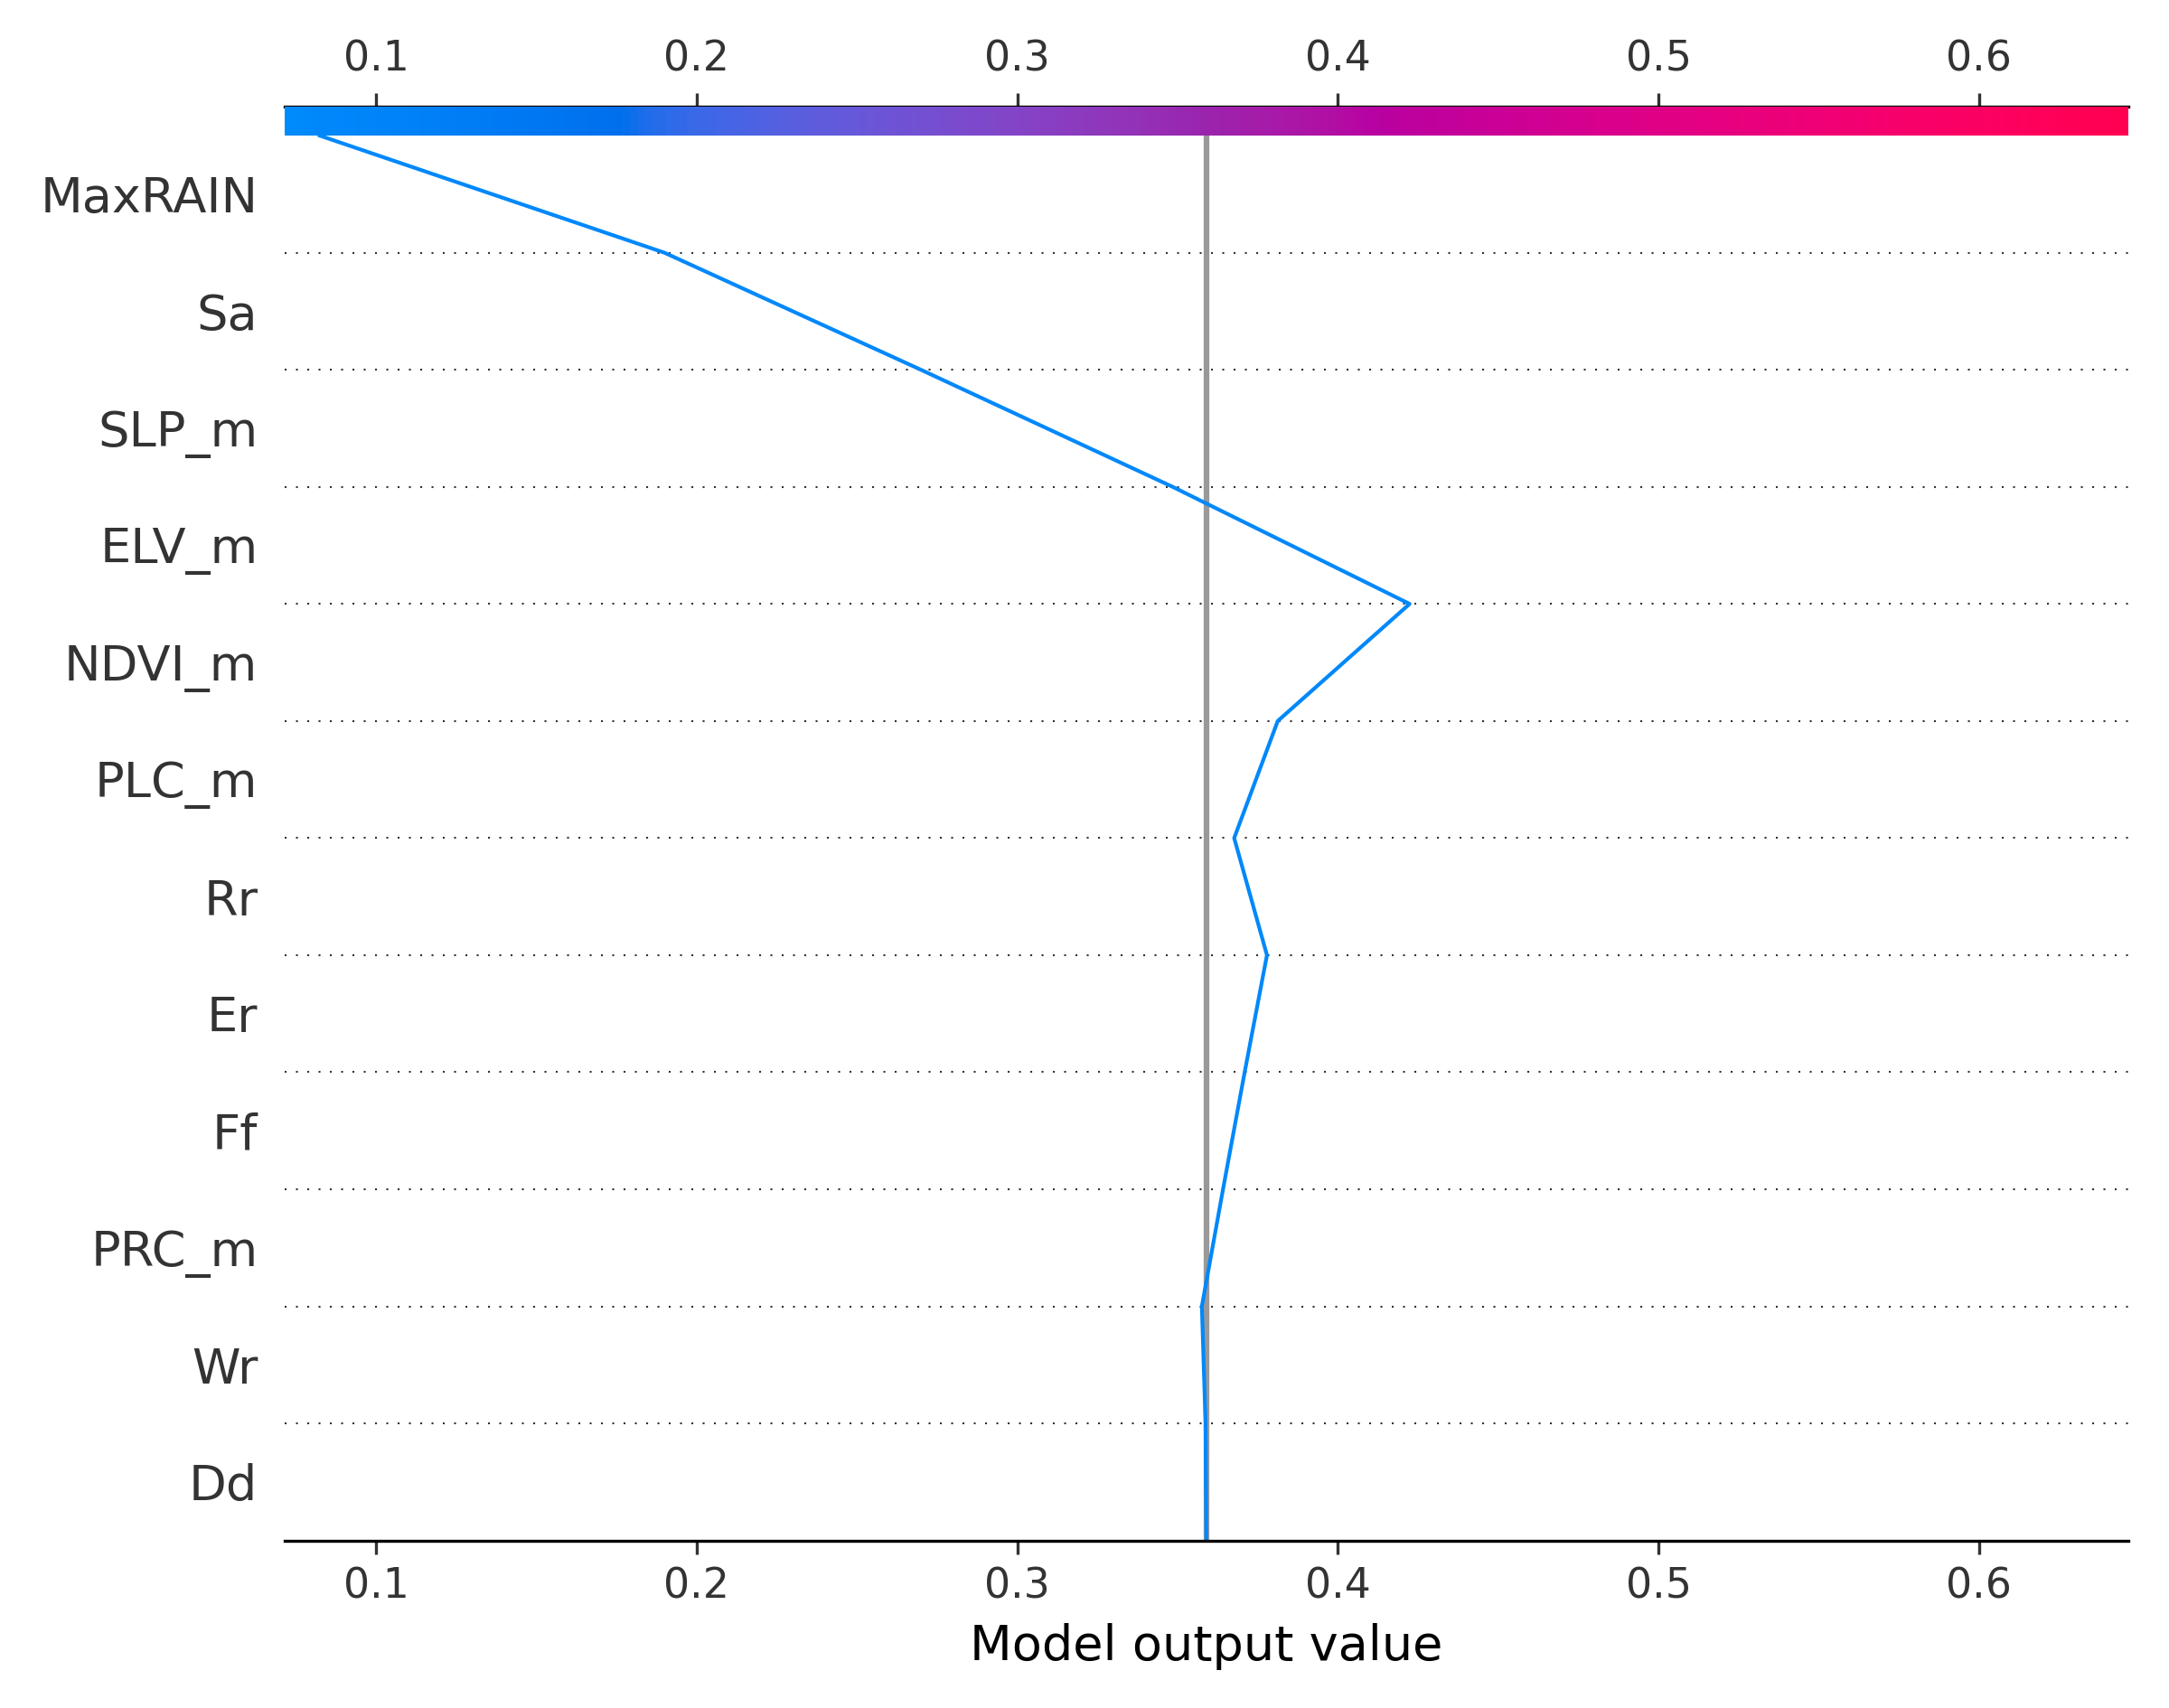 0.1 0.2 0.3 0.4 0.5 0.6
MaxRAIN
Sa
SLP_m
ELV_m
NDVI_m
PLC_m
Rr
Er
Ff
PRC_m
Wr
Dd
0.1 0.2 0.3 0.4 0.5 0.6
Model output value